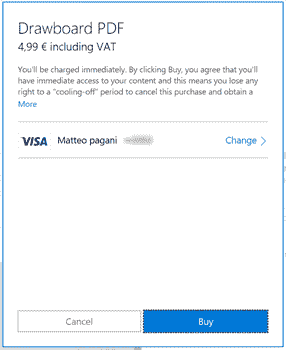 Drawboard PDF
4,99 € including VAT
You'll be charged immediately. By clicking Buy, you agree that you'll
have immediate access to your content and this means you lose any
right to a "cooling-off" period to cancel this purchase and obtain a
More
VISA Matteo pagani Change
Cancel Buy